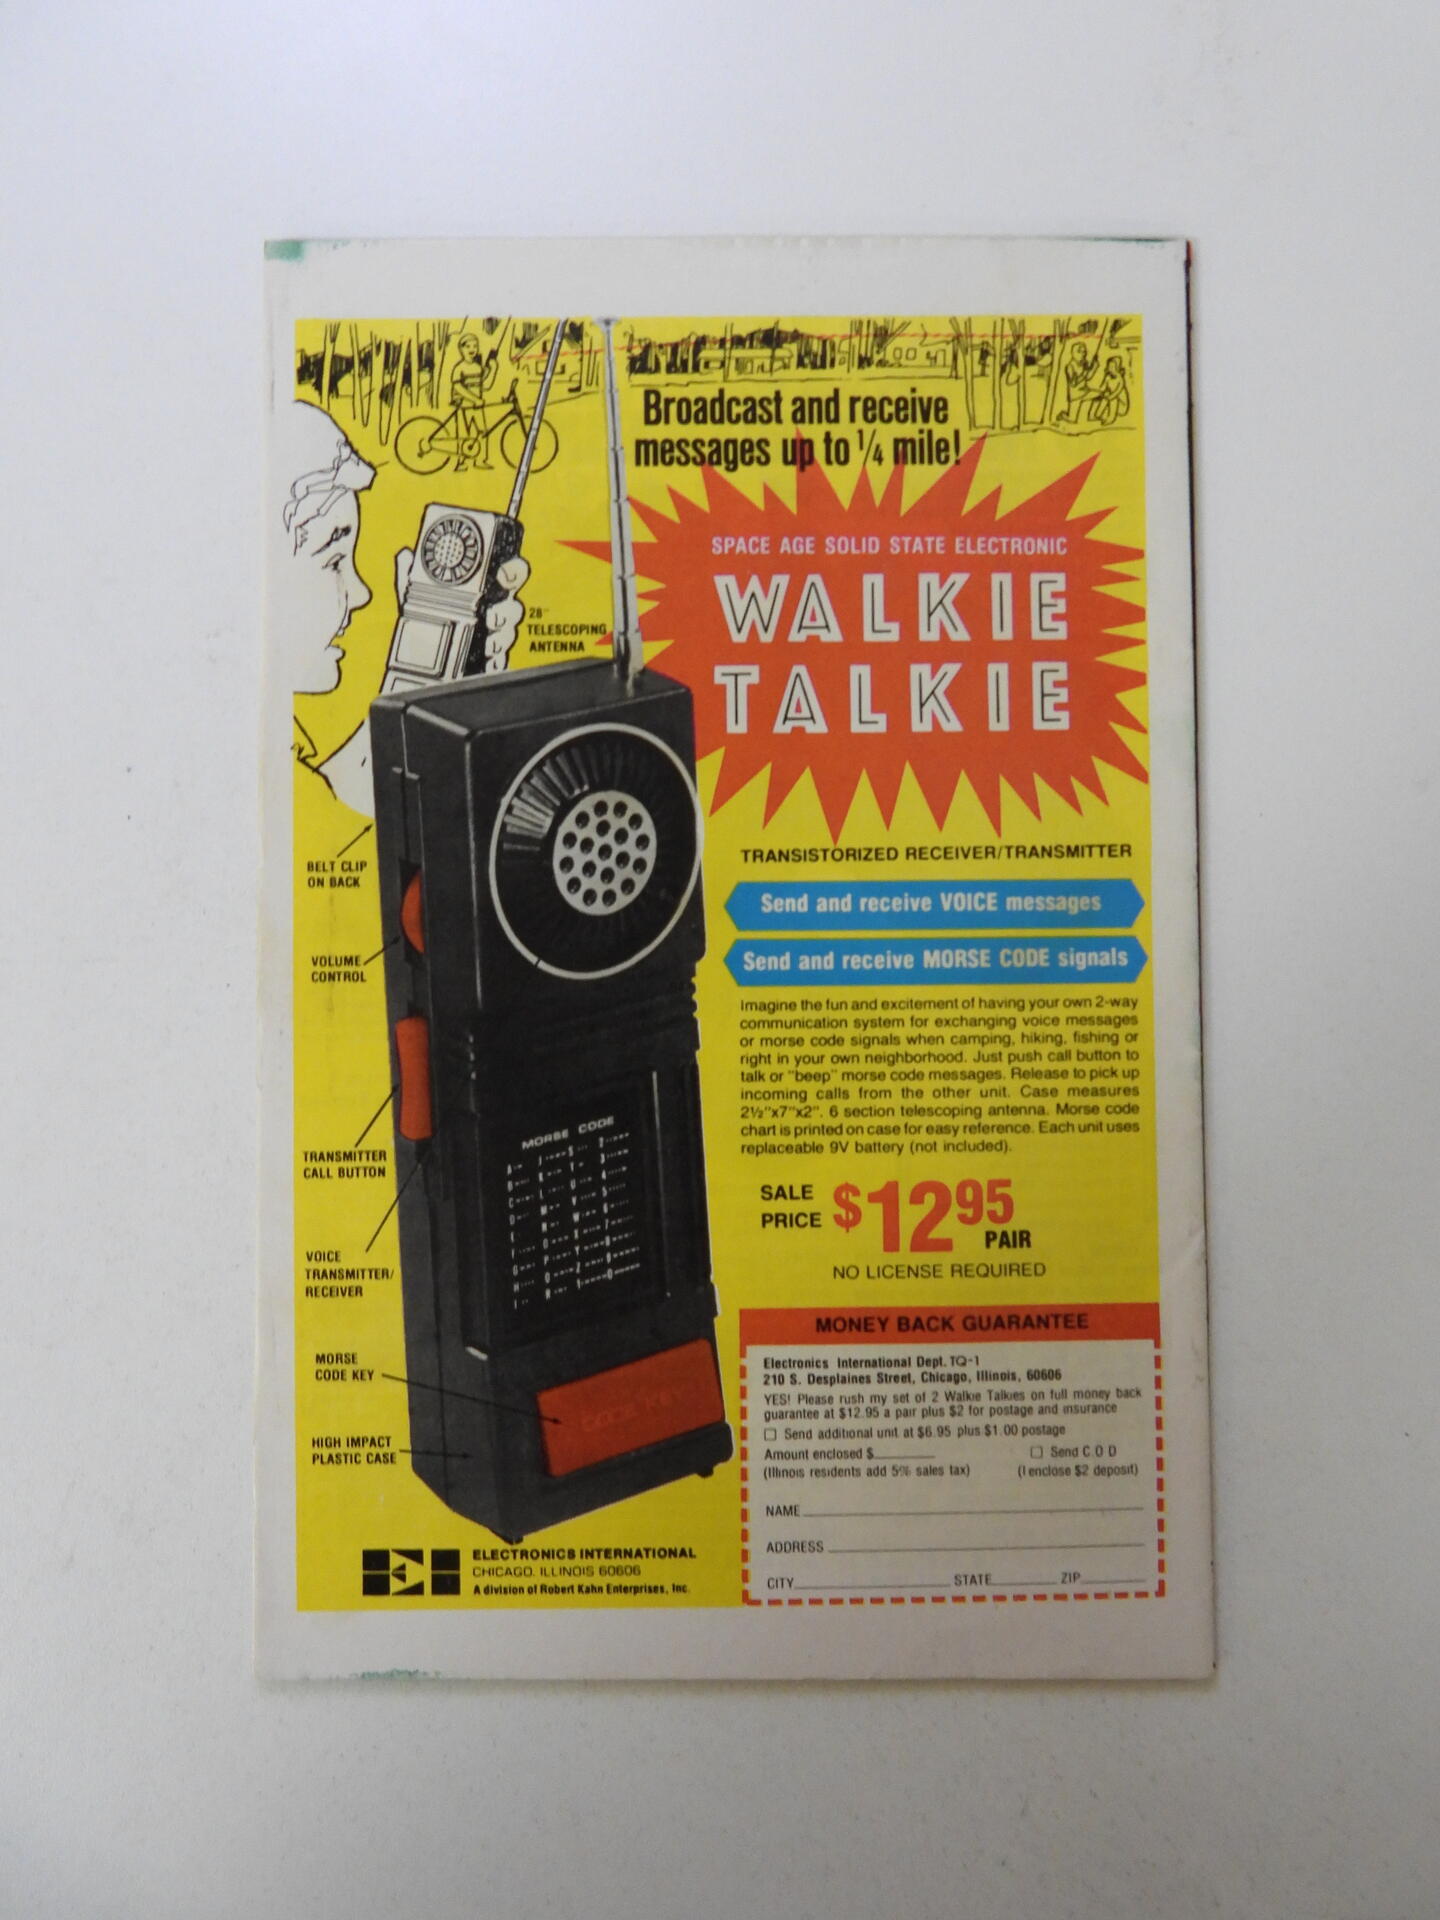 Broadcast and receive
messages up to 1/4 mile!
SPACE AGE SOLID STATE ELECTRONIC
WALKIE
TALKIE
28"
TELESCOPING
ANTENNA
TRANSISTORIZED RECEIVER/TRANSMITTER
Send and receive VOICE messages
Send and receive MORSE CODE signals
Imagine the fun and excitement of having your own 2-way
communication system for exchanging voice messages
or morse code signals when camping, hiking, fishing or
right in your own neighborhood. Just push call button to
talk or "beep" morse code messages. Release to pick up
incoming calls from the other unit. Case measures
2½"x7"x2". 6 section telescoping antenna. Morse code
chart is printed on case for easy reference. Each unit uses
replaceable 9V battery (not included).
SALE
PRICE
$12.95
PAIR
NO LICENSE REQUIRED
BELT CLIP
ON BACK
VOLUME
CONTROL
TRANSMITTER
CALL BUTTON
VOICE
TRANSMITTER/
RECEIVER
MORSE
CODE KEY
HIGH IMPACT
PLASTIC CASE
MORSE CODE
CODE KEY
MONEY BACK GUARANTEE
Electronics International Dept. TQ-1
210 S. Desplaines Street, Chicago, Illinois, 60606
YES! Please rush my set of 2 Walkie Talkies on full money back
guarantee at $12.95 a pair plus $2 for postage and insurance
☐ Send additional unit at $6.95 plus $1.00 postage
Amount enclosed $ ☐ Send C O D
(Illinois residents add 5% sales tax) (I enclose $2 deposit)
NAME
ADDRESS
CITY STATE ZIP
EI
ELECTRONICS INTERNATIONAL
CHICAGO, ILLINOIS 60606
A division of Robert Kahn Enterprises, Inc.